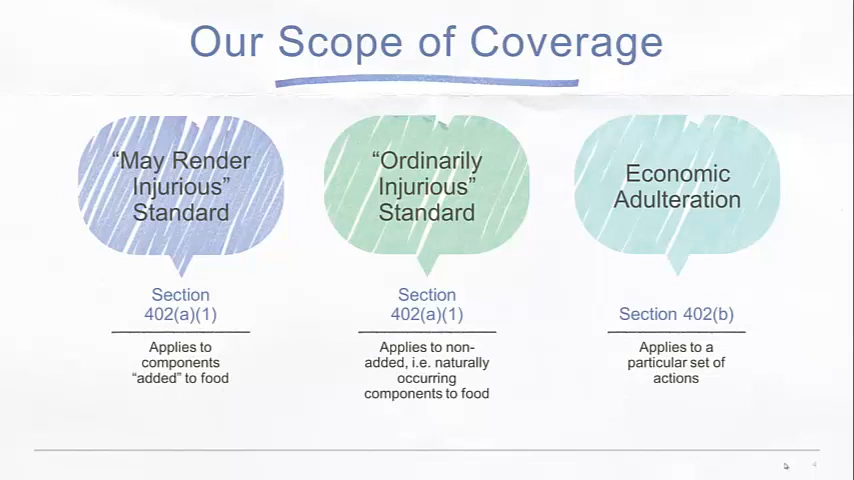 Our Scope of Coverage
“May Render
Injurious”
Standard
“Ordinarily
Injurious”
Standard
Economic
Adulteration
Section
402(a)(1)
Section
402(a)(1)
Section 402(b)
Applies to
components
“added” to food
Applies to non-
added, i.e. naturally
occurring
components to food
Applies to a
particular set of
actions
4